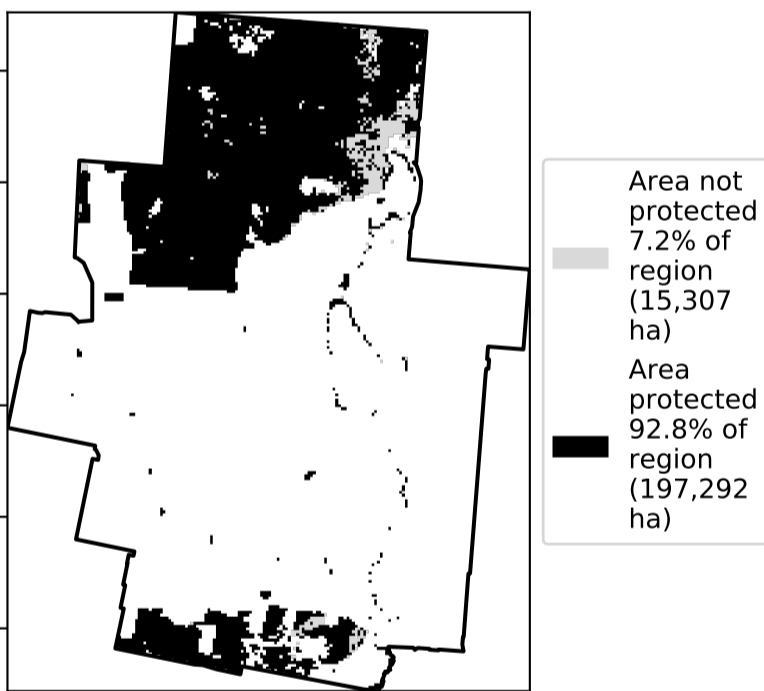 Area not
protected
7.2% of
region
(15,307
ha)
Area
protected
92.8% of
region
(197,292
ha)